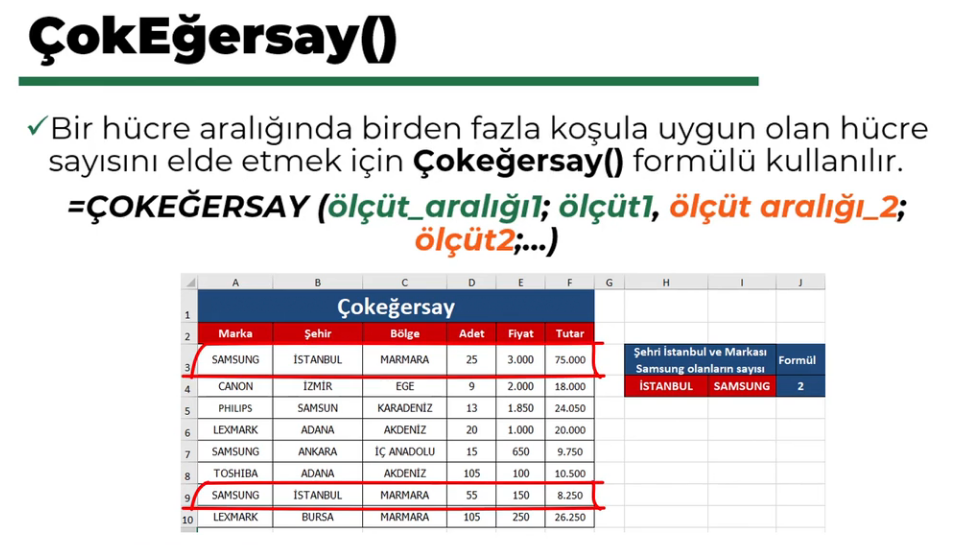 ÇokEğersay()
✓Bir hücre aralığında birden fazla koşula uygun olan hücre
sayısını elde etmek için Çokeğersay() formülü kullanılır.
=ÇOKEĞERSAY (ölçüt_aralığı1; ölçüt1, ölçüt aralığı_2;
ölçüt2;...)
A B C D E F G H I J
1 Çokeğersay
2 Marka Şehir Bölge Adet Fiyat Tutar
3 SAMSUNG İSTANBUL MARMARA 25 3.000 75.000
Şehri İstanbul ve Markası
Samsung olanların sayısı
Formül
4 CANON İZMİR EGE 9 2.000 18.000 İSTANBUL SAMSUNG 2
5 PHILIPS SAMSUN KARADENİZ 13 1.850 24.050
6 LEXMARK ADANA AKDENİZ 20 1.000 20.000
7 SAMSUNG ANKARA İÇ ANADOLU 15 650 9.750
8 TOSHIBA ADANA AKDENİZ 105 100 10.500
9 SAMSUNG İSTANBUL MARMARA 55 150 8.250
10 LEXMARK BURSA MARMARA 105 250 26.250